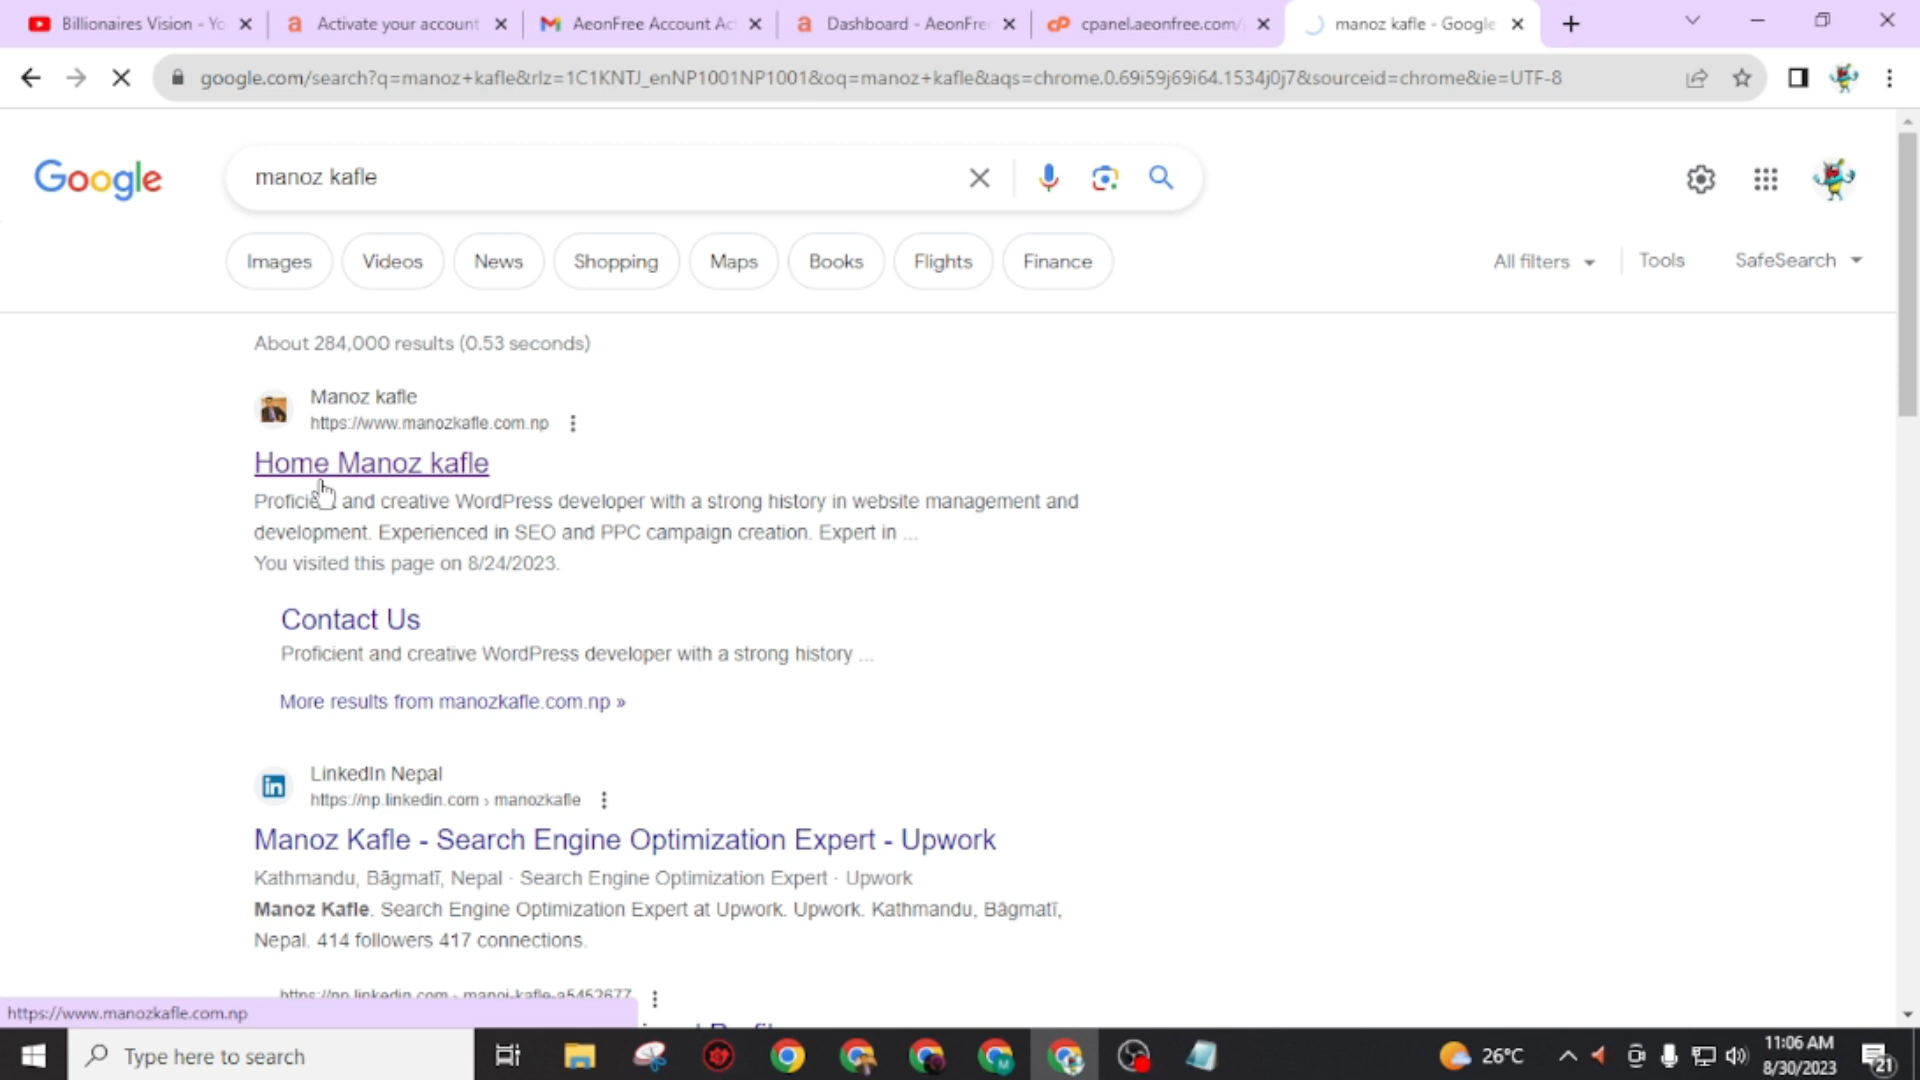 Billionaires Vision - Yo
Activate your account
AeonFree Account Ac
Dashboard - AeonFre
cpanel.aeonfree.com/
manoz kafle - Google
google.com/search?q=manoz+kafle&rlz=1C1KNTJ_enNP1001NP1001&oq=manoz+kafle&aqs=chrome.0.69i59j69i64.1534j0j7&sourceid=chrome&ie=UTF-8
Google
manoz kafle
Images
Videos
News
Shopping
Maps
Books
Flights
Finance
All filters
Tools
SafeSearch
About 284,000 results (0.53 seconds)
Manoz kafle
https://www.manozkafle.com.np
Home Manoz kafle
and creative WordPress developer with a strong history in website management and
development. Experienced in SEO and PPC campaign creation. Expert in ...
You visited this page on 8/24/2023.
Contact Us
Proficient and creative WordPress developer with a strong history ...
More results from manozkafle.com.np »
LinkedIn Nepal
https://np.linkedin.com › manozkafle
Manoz Kafle - Search Engine Optimization Expert - Upwork
Kathmandu, Bāgmatī, Nepal · Search Engine Optimization Expert · Upwork
Manoz Kafle. Search Engine Optimization Expert at Upwork. Upwork. Kathmandu, Bāgmatī,
Nepal. 414 followers 417 connections.
https://np.linkedin.com › manoj-kafle-a5452677
https://www.manozkafle.com.np
Type here to search
26°C
11:06 AM
8/30/2023
21